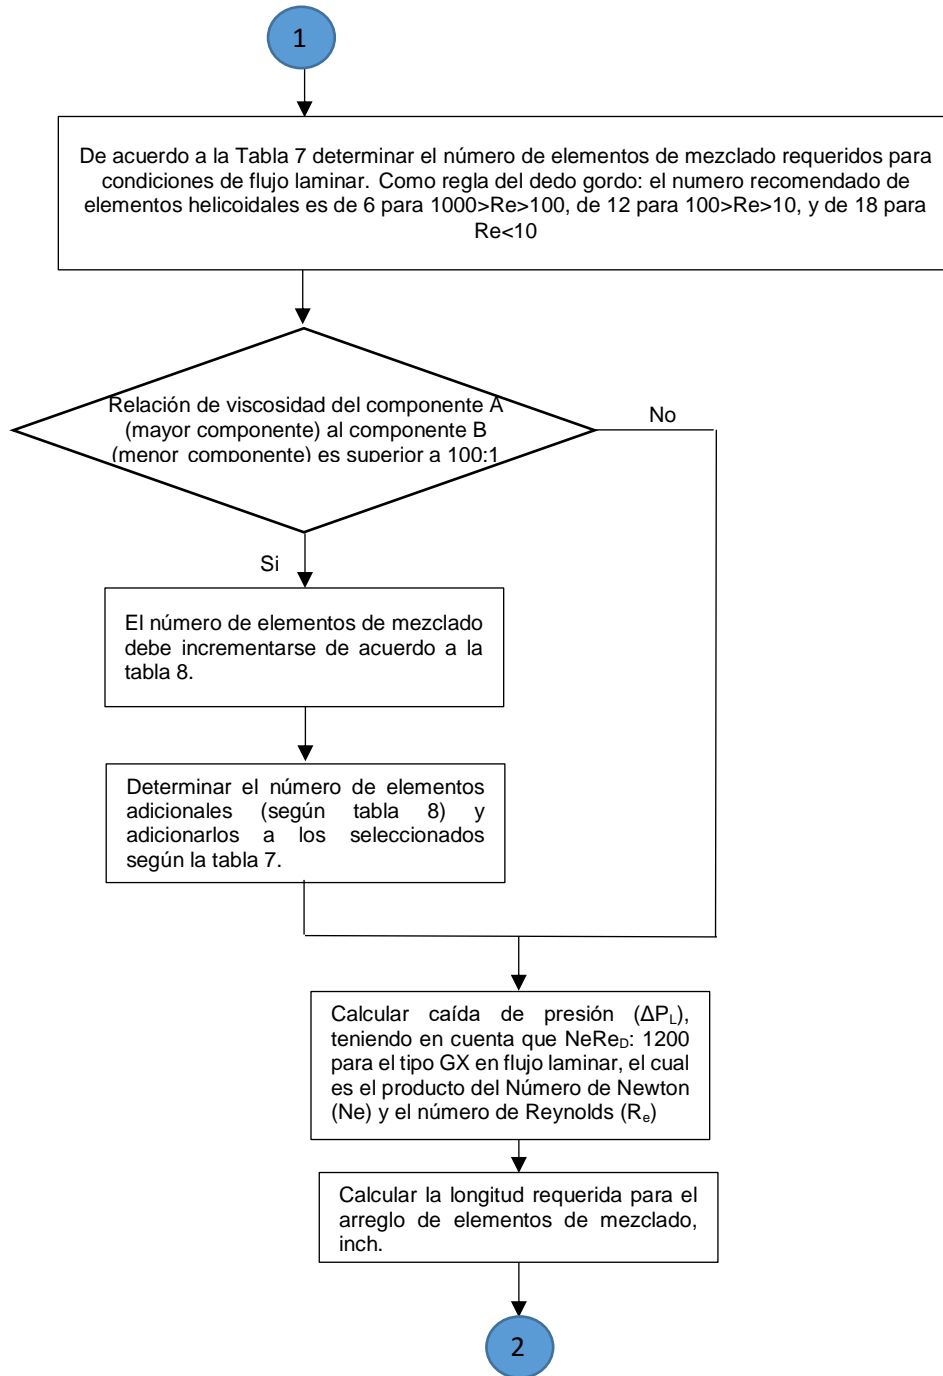 1
De acuerdo a la Tabla 7 determinar el número de elementos de mezclado requeridos para
condiciones de flujo laminar. Como regla del dedo gordo: el numero recomendado de
elementos helicoidales es de 6 para 1000>Re>100, de 12 para 100>Re>10, y de 18 para
Re<10
Relación de viscosidad del componente A
(mayor componente) al componente B
(menor componente) es superior a 100:1
No
Si
El número de elementos de mezclado
debe incrementarse de acuerdo a la
tabla 8.
Determinar el número de elementos
adicionales (según tabla 8) y
adicionarlos a los seleccionados
según la tabla 7.
Calcular caída de presión (ΔPL),
teniendo en cuenta que NeReD: 1200
para el tipo GX en flujo laminar, el cual
es el producto del Número de Newton
(Ne) y el número de Reynolds (Re)
Calcular la longitud requerida para el
arreglo de elementos de mezclado,
inch.
2